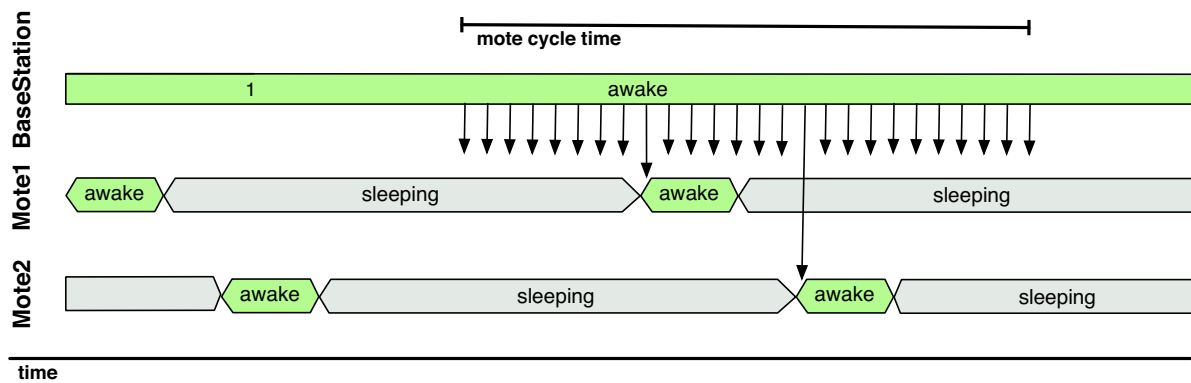 mote cycle time
BaseStation
1 awake
Mote1
awake sleeping awake sleeping
Mote2
awake sleeping awake sleeping
time